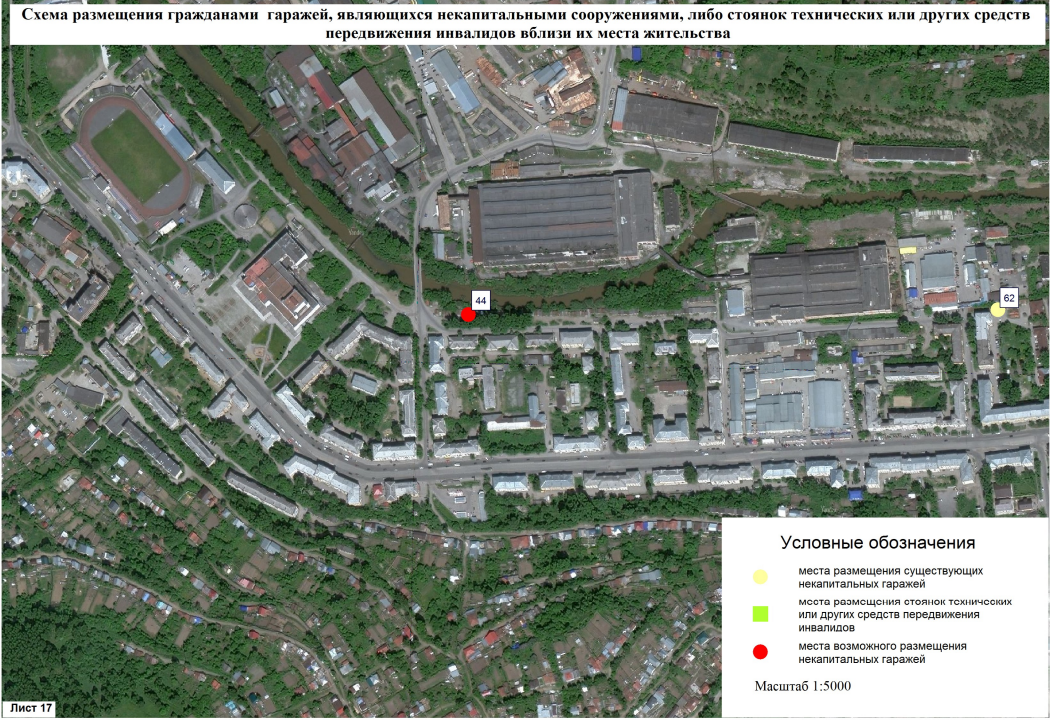 Схема размещения гражданами гаражей, являющихся некапитальными сооружениями, либо стоянок технических или других средств
передвижения инвалидов вблизи их места жительства
44
62
Условные обозначения
места размещения существующих
некапитальных гаражей
места размещения стоянок технических
или других средств передвижения
инвалидов
места возможного размещения
некапитальных гаражей
Масштаб 1:5000
Лист 17